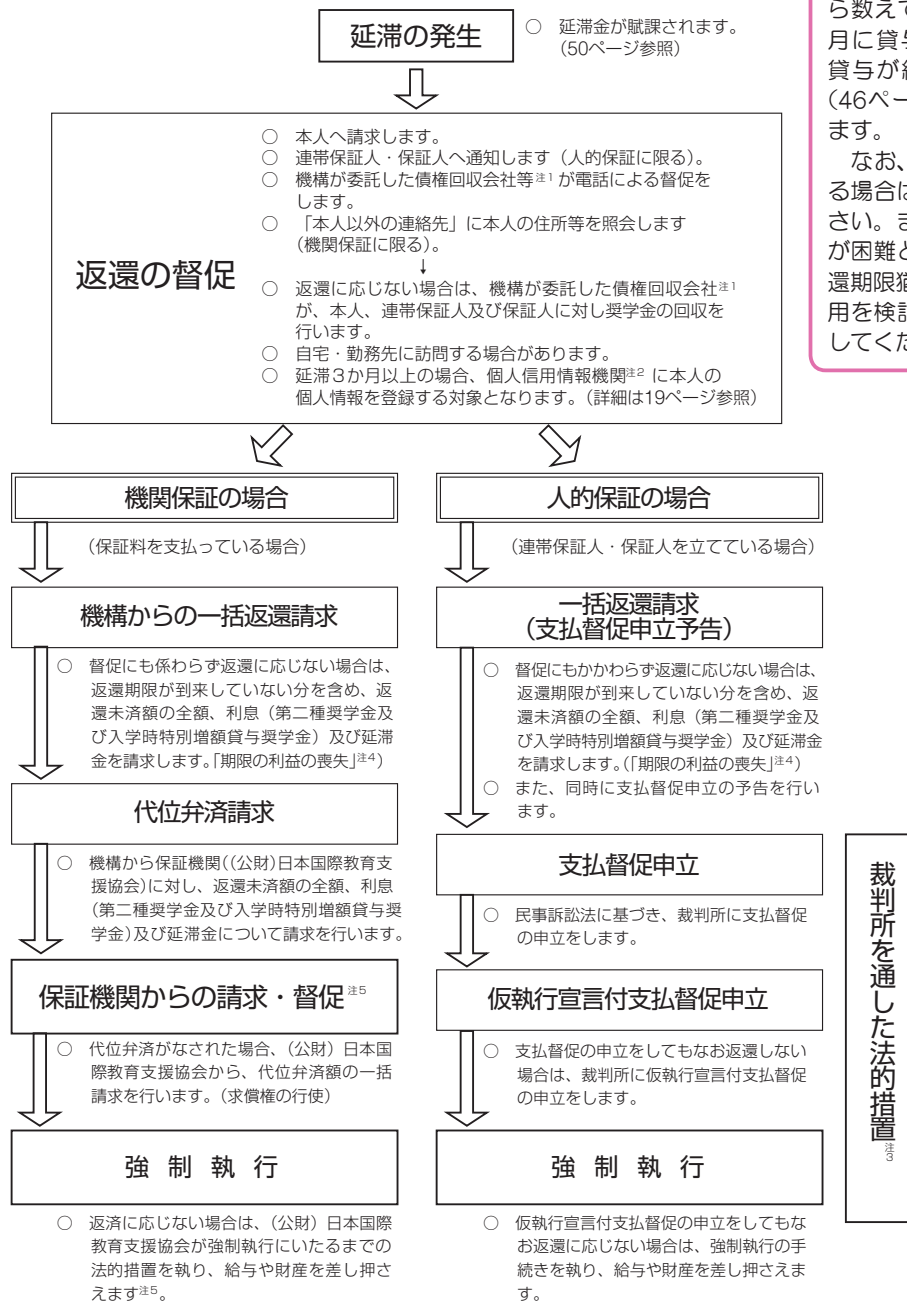 延滞の発生
○ 延滞金が賦課されます。
（50ページ参照）
ら数えて
月に貸与
貸与が終
（46ペー
ます。
なお、
る場合は
さい。ま
が困難と
還期限猶
用を検討
してくだ
返還の督促
○ 本人へ請求します。
○ 連帯保証人・保証人へ通知します（人的保証に限る）。
○ 機構が委託した債権回収会社等注1が電話による督促を
します。
○ 「本人以外の連絡先」に本人の住所等を照会します
（機関保証に限る）。
↓
○ 返還に応じない場合は、機構が委託した債権回収会社注1
が、本人、連帯保証人及び保証人に対し奨学金の回収を
行います。
○ 自宅・勤務先に訪問する場合があります。
○ 延滞３か月以上の場合、個人信用情報機関注2 に本人の
個人情報を登録する対象となります。（詳細は19ページ参照）
機関保証の場合
（保証料を支払っている場合）
機構からの一括返還請求
○ 督促にも係わらず返還に応じない場合は、
返還期限が到来していない分を含め、返
還未済額の全額、利息（第二種奨学金及
び入学時特別増額貸与奨学金）及び延滞
金を請求します。「期限の利益の喪失」注4）
代位弁済請求
○ 機構から保証機関((公財)日本国際教育支
援協会)に対し、返還未済額の全額、利息
(第二種奨学金及び入学時特別増額貸与奨
学金)及び延滞金について請求を行います。
保証機関からの請求・督促 注5
○ 代位弁済がなされた場合、（公財）日本国
際教育支援協会から、代位弁済額の一括
請求を行います。（求償権の行使）
強制執行
○ 返済に応じない場合は、（公財）日本国際
教育支援協会が強制執行にいたるまでの
法的措置を執り、給与や財産を差し押さ
えます注5。
人的保証の場合
（連帯保証人・保証人を立てている場合）
一括返還請求
（支払督促申立予告）
○ 督促にもかかわらず返還に応じない場合は、
返還期限が到来していない分を含め、返
還未済額の全額、利息（第二種奨学金及
び入学時特別増額貸与奨学金）及び延滞金
を請求します。（「期限の利益の喪失」注4）
○ また、同時に支払督促申立の予告を行い
ます。
支払督促申立
○ 民事訴訟法に基づき、裁判所に支払督促
の申立をします。
仮執行宣言付支払督促申立
○ 支払督促の申立をしてもなお返還しない
場合は、裁判所に仮執行宣言付支払督促
の申立をします。
強制執行
○ 仮執行宣言付支払督促の申立をしてもな
お返還に応じない場合は、強制執行の手
続きを執り、給与や財産を差し押さえま
す。
裁判所を通した法的措置注3